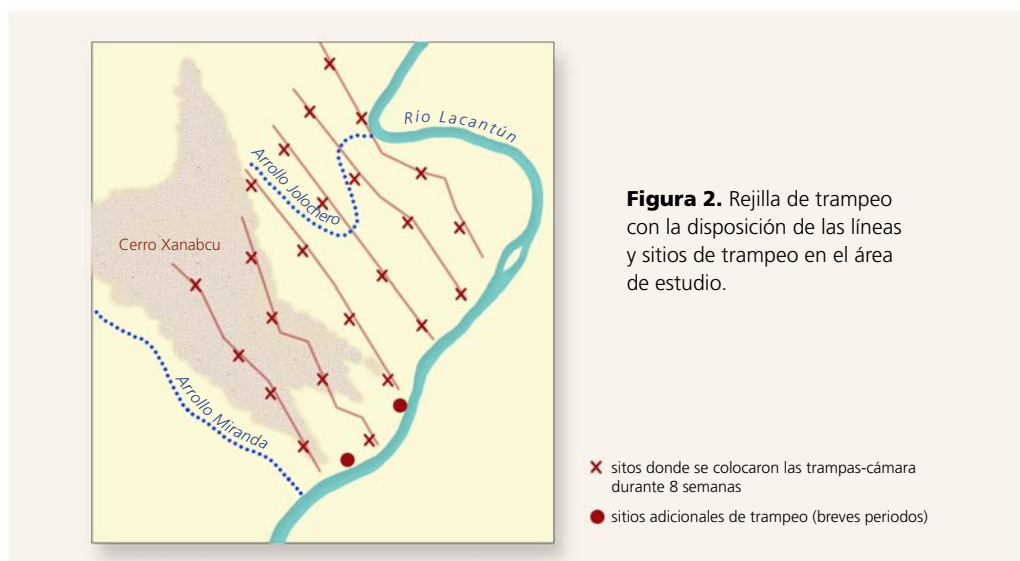 Río Lacantún
Arrollo Jolochero
Cerro Xanabcu
Arrollo Miranda
Figura 2. Rejilla de trampeo
con la disposición de las líneas
y sitios de trampeo en el área
de estudio.
sitos donde se colocaron las trampas-cámara
durante 8 semanas
sitios adicionales de trampeo (breves periodos)